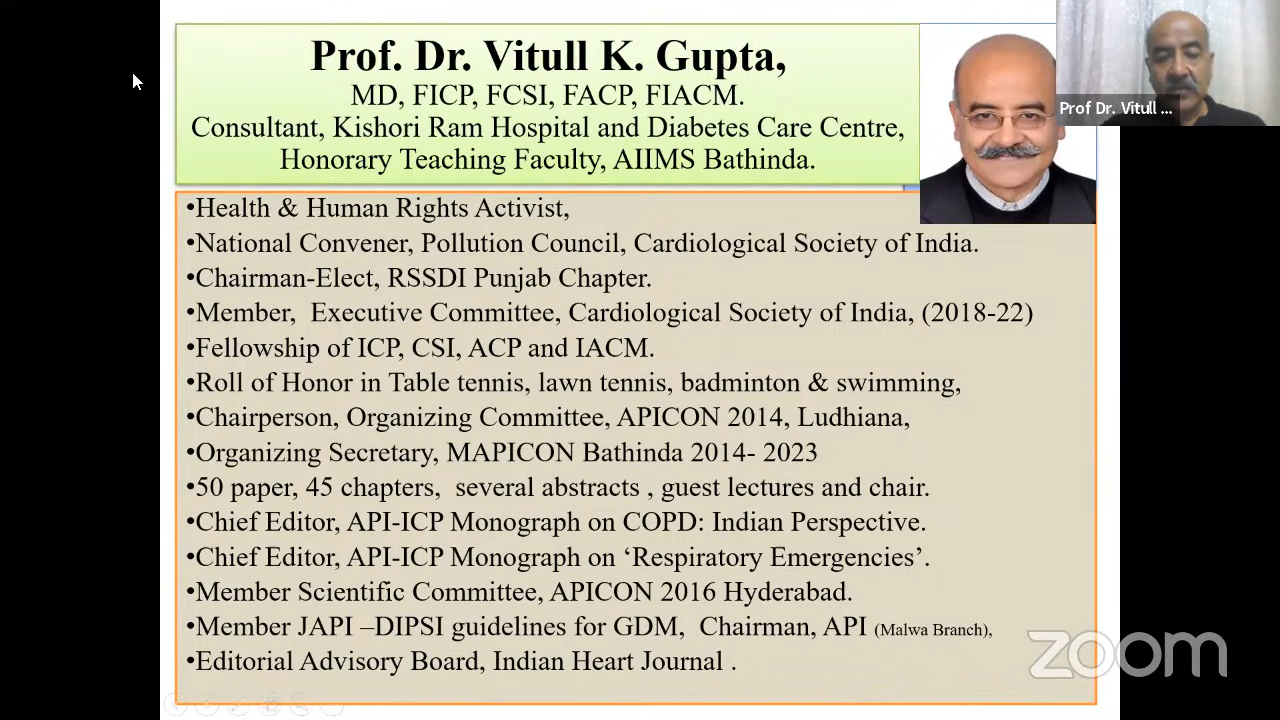 Prof. Dr. Vitull K. Gupta,
MD, FICP, FCSI, FACP, FIACM.
Consultant, Kishori Ram Hospital and Diabetes Care Centre,
Honorary Teaching Faculty, AIIMS Bathinda.
Prof Dr. Vitull ...
•Health & Human Rights Activist,
•National Convener, Pollution Council, Cardiological Society of India.
•Chairman-Elect, RSSDI Punjab Chapter.
•Member,  Executive Committee, Cardiological Society of India, (2018-22)
•Fellowship of ICP, CSI, ACP and IACM.
•Roll of Honor in Table tennis, lawn tennis, badminton & swimming,
•Chairperson, Organizing Committee, APICON 2014, Ludhiana,
•Organizing Secretary, MAPICON Bathinda 2014- 2023
•50 paper, 45 chapters,  several abstracts , guest lectures and chair.
•Chief Editor, API-ICP Monograph on COPD: Indian Perspective.
•Chief Editor, API-ICP Monograph on ‘Respiratory Emergencies’.
•Member Scientific Committee, APICON 2016 Hyderabad.
•Member JAPI –DIPSI guidelines for GDM,  Chairman, API (Malwa Branch),
•Editorial Advisory Board, Indian Heart Journal .
zoom